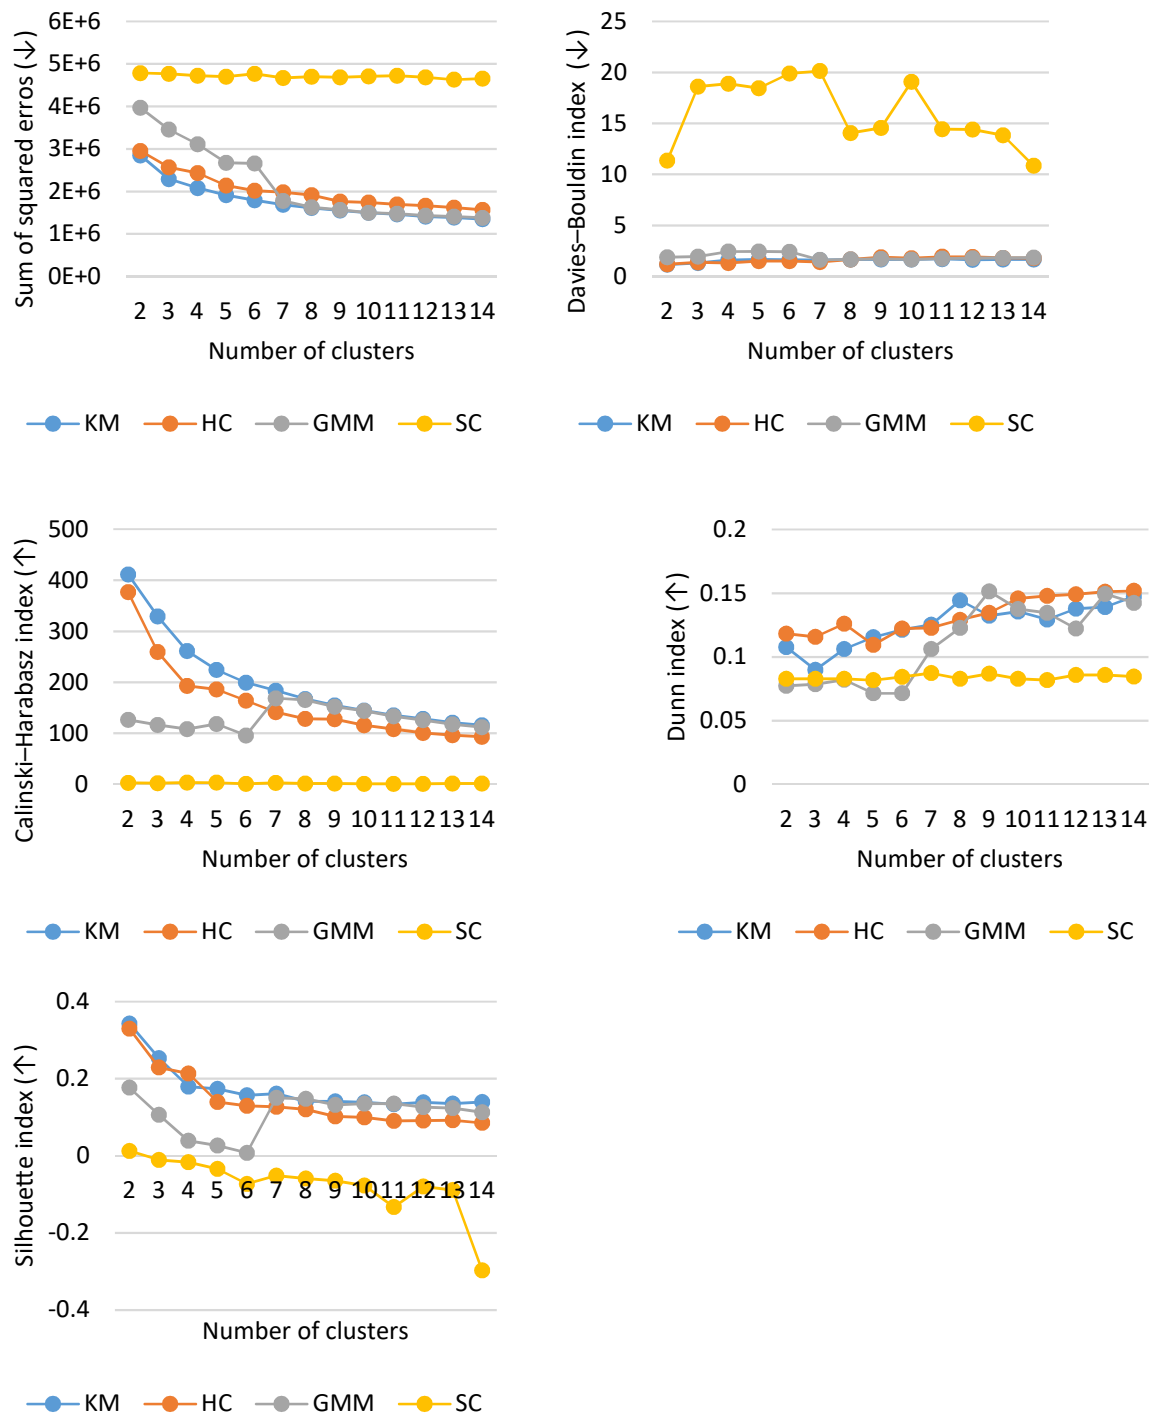 Sum of squared erros (↓)
6E+6
5E+6
4E+6
3E+6
2E+6
1E+6
0E+0
2 3 4 5 6 7 8 9 10 11 12 13 14
Number of clusters
KM HC GMM SC
Davies–Bouldin index (↓)
25
20
15
10
5
0
2 3 4 5 6 7 8 9 10 11 12 13 14
Number of clusters
KM HC GMM SC
Calinski–Harabasz index (↑)
500
400
300
200
100
0
2 3 4 5 6 7 8 9 10 11 12 13 14
Number of clusters
KM HC GMM SC
Dunn index (↑)
0.2
0.15
0.1
0.05
0
2 3 4 5 6 7 8 9 10 11 12 13 14
Number of clusters
KM HC GMM SC
Silhouette index (↑)
0.4
0.2
0
2 3 4 5 6 7 8 9 10 11 12 13 14
-0.2
-0.4
Number of clusters
KM HC GMM SC